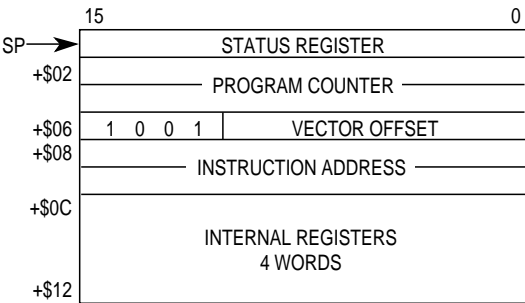 15 0
SP STATUS REGISTER
+$02 PROGRAM COUNTER
+$06 1 0 0 1 VECTOR OFFSET
+$08
INSTRUCTION ADDRESS
+$0C
INTERNAL REGISTERS
4 WORDS
+$12